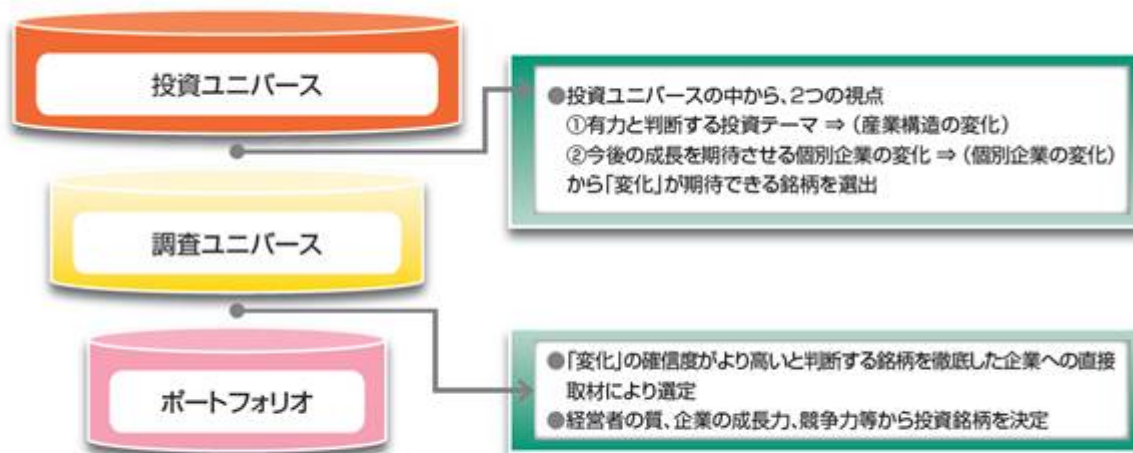 投資ユニバース
●投資ユニバースの中から、2つの視点
①有力と判断する投資テーマ ⇒ (産業構造の変化)
②今後の成長を期待させる個別企業の変化 ⇒ (個別企業の変化)
から「変化」が期待できる銘柄を選出
調査ユニバース
ポートフォリオ
●「変化」の確信度がより高いと判断する銘柄を徹底した企業への直接
取材により選定
●経営者の質、企業の成長力、競争力等から投資銘柄を決定